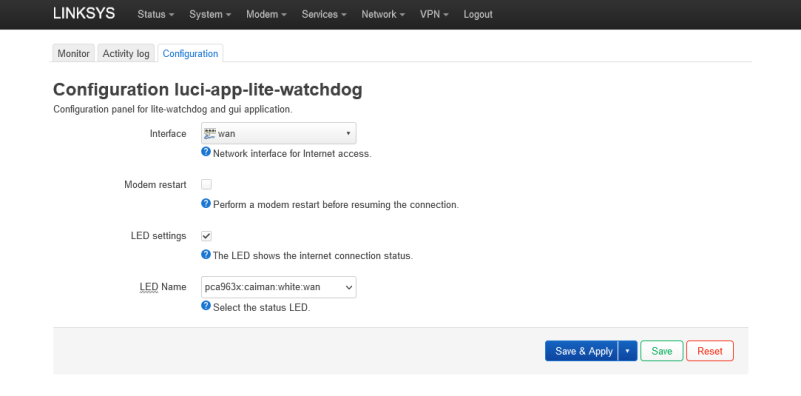 LINKSYS Status System Modem Services Network VPN Logout
Monitor Activity log Configuration
Configuration luci-app-lite-watchdog
Configuration panel for lite-watchdog and gui application.
Interface wan
Network interface for Internet access.
Modem restart
Perform a modem restart before resuming the connection.
LED settings
The LED shows the internet connection status.
LED Name pca963x:caiman:white:wan
Select the status LED.
Save & Apply Save Reset